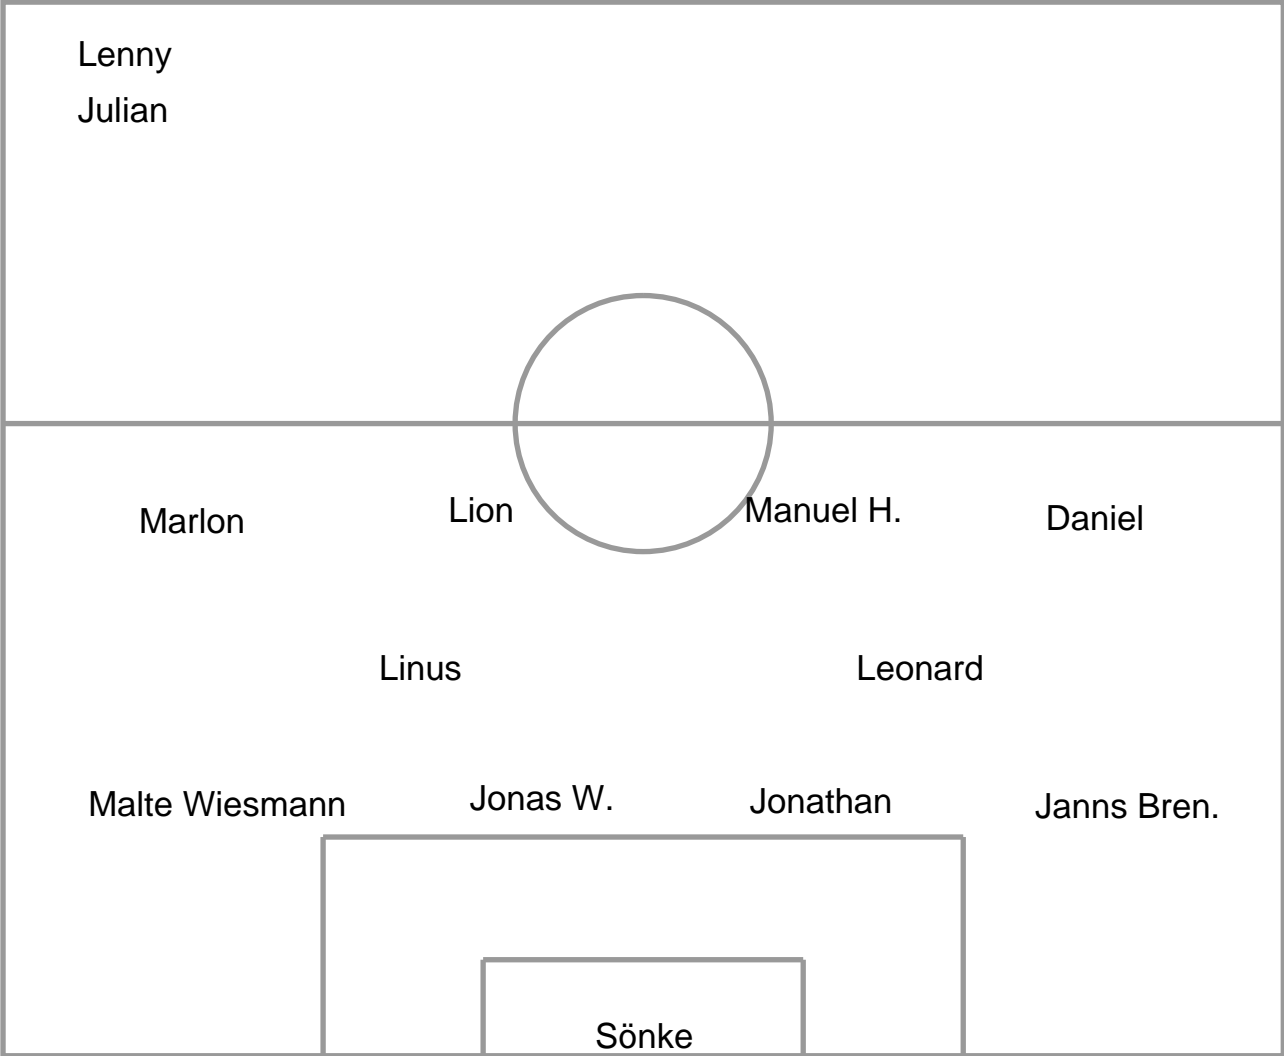 Lenny
Julian
Marlon Lion Manuel H. Daniel
Linus Leonard
Malte Wiesmann Jonas W. Jonathan Janns Bren.
Sönke